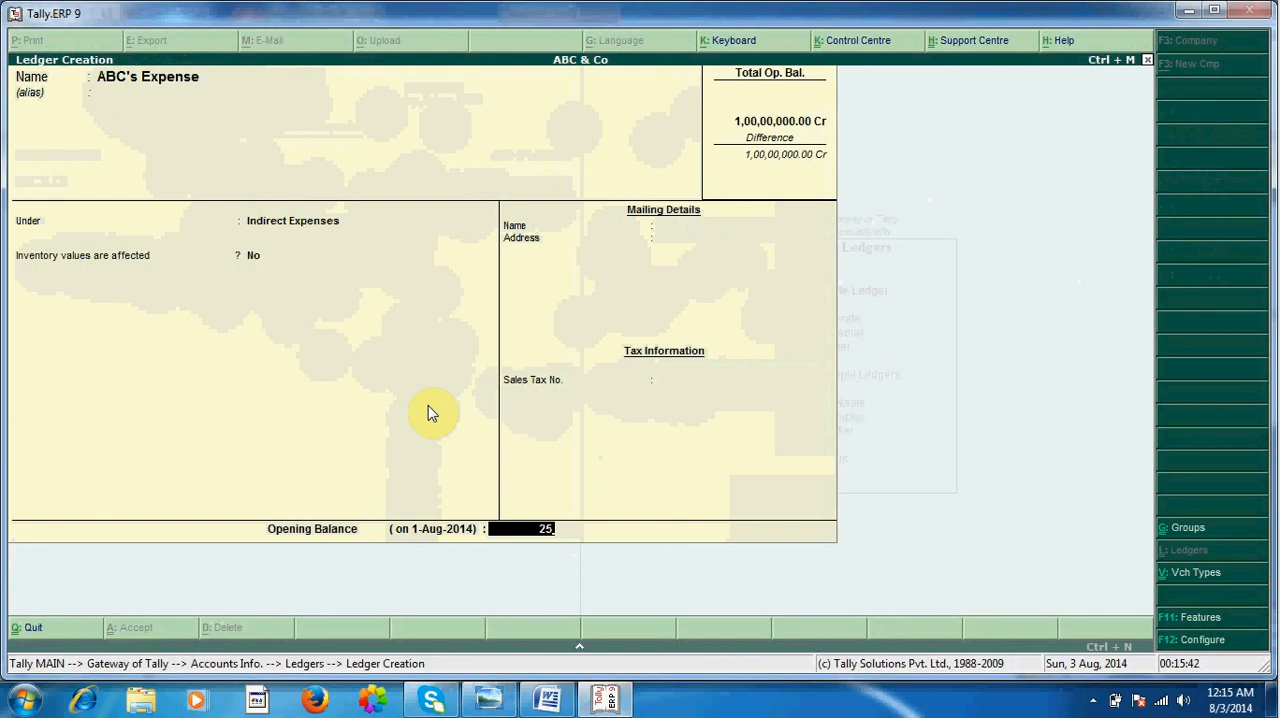 Tally.ERP 9
P: Print
E: Export
M: E-Mail
O: Upload
G: Language
K: Keyboard
K: Control Centre
H: Support Centre
H: Help
F3: Company
F3: New Cmp
Ledger Creation
ABC & Co
Ctrl + M
Name : ABC's Expense
(alias) :
Total Op. Bal.
1,00,00,000.00 Cr
Difference
1,00,00,000.00 Cr
Under : Indirect Expenses
Inventory values are affected ? No
Mailing Details
Name :
Address :
Tax Information
Sales Tax No. :
Ledgers
Opening Balance ( on 1-Aug-2014) : 25
G: Groups
L: Ledgers
V: Vch Types
F11: Features
F12: Configure
Q: Quit
A: Accept
D: Delete
Ctrl + N
Tally MAIN --> Gateway of Tally --> Accounts Info. --> Ledgers --> Ledger Creation
(c) Tally Solutions Pvt. Ltd., 1988-2009
Sun, 3 Aug, 2014
00:15:42
12:15 AM
8/3/2014